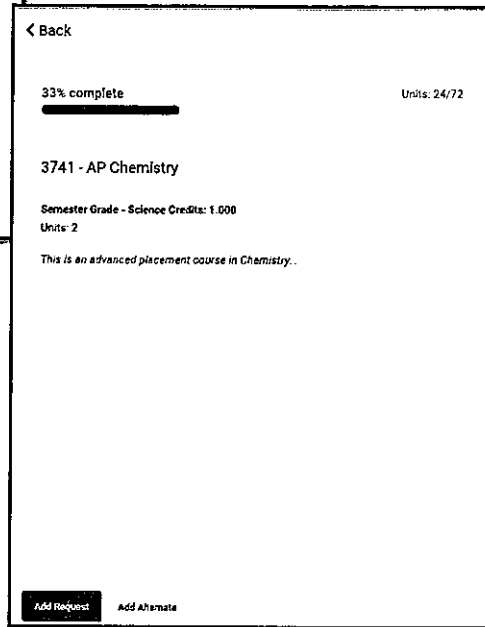 Back
33% complete
Units: 24/72
3741 - AP Chemistry
Semester Grade - Science Credits: 1.000
Units: 2
This is an advanced placement course in Chemistry..
Add Request
Add Alternate